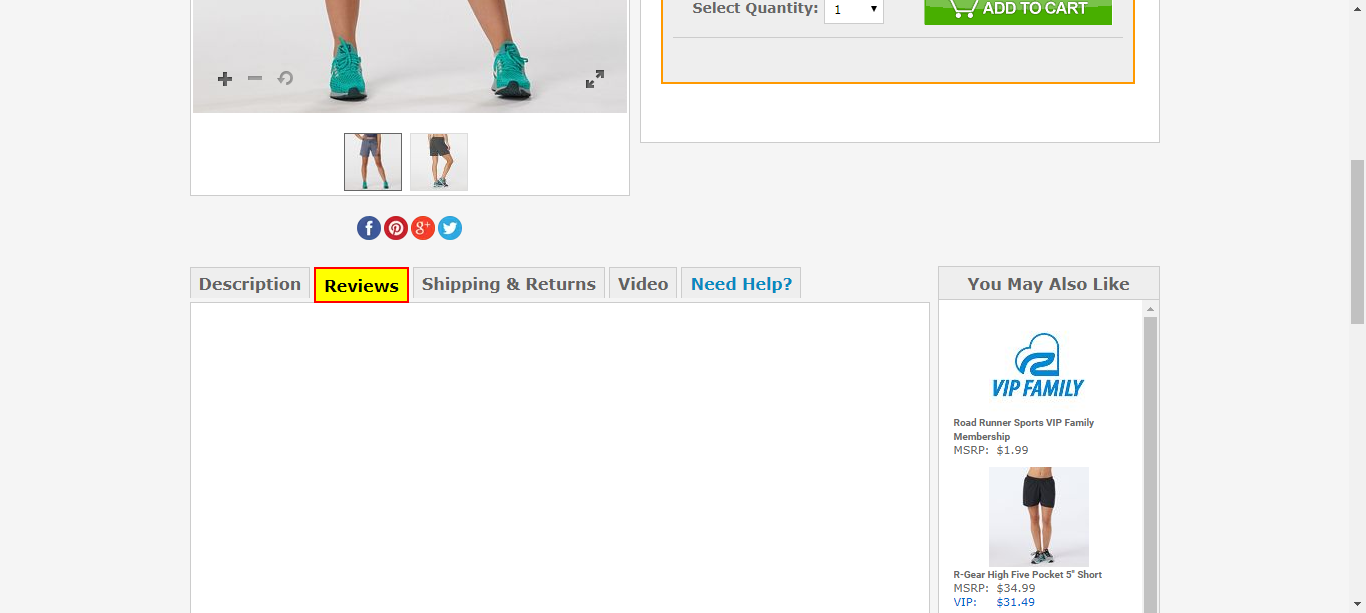 Select Quantity: 1
ADD TO CART
Description
Reviews
Shipping & Returns
Video
Need Help?
You May Also Like
VIP FAMILY
Road Runner Sports VIP Family
Membership
MSRP: $1.99
R-Gear High Five Pocket 5" Short
MSRP: $34.99
VIP: $31.49